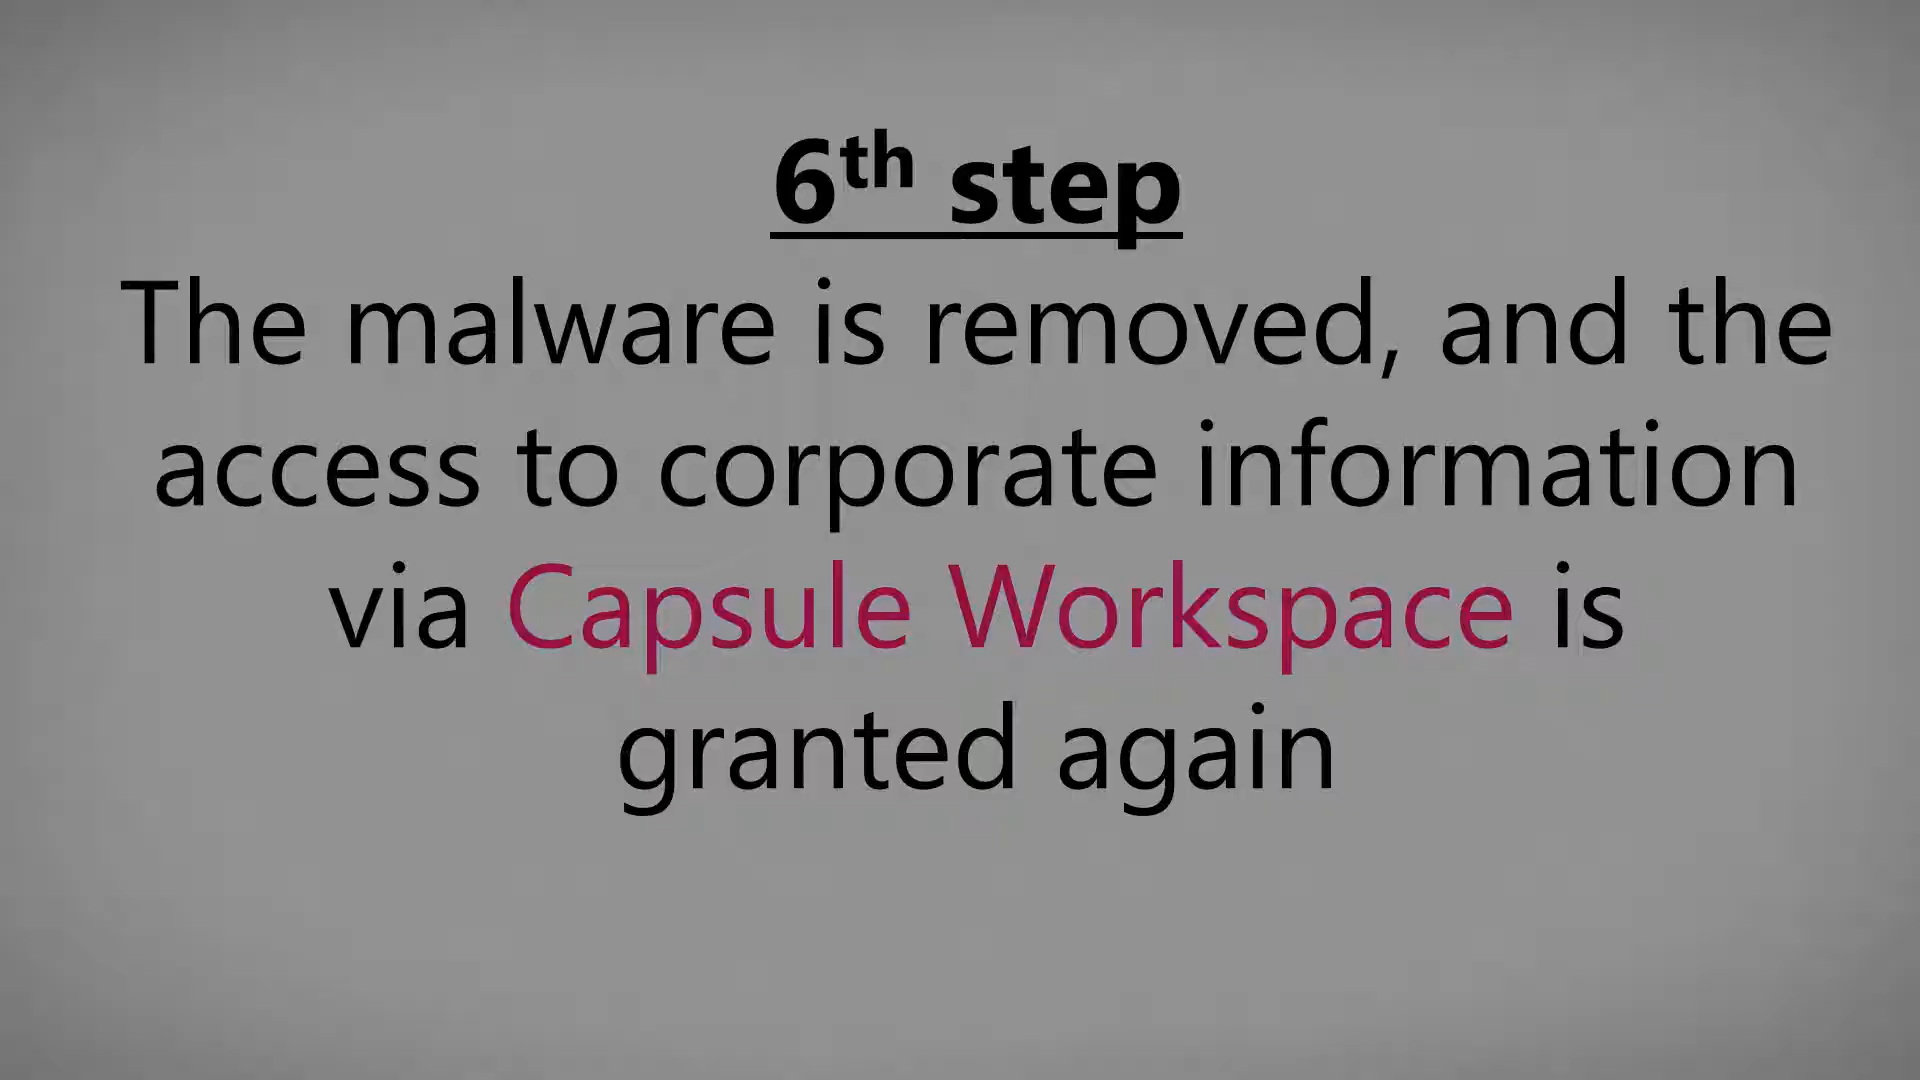 6th step
The malware is removed, and the
access to corporate information
via Capsule Workspace is
granted again